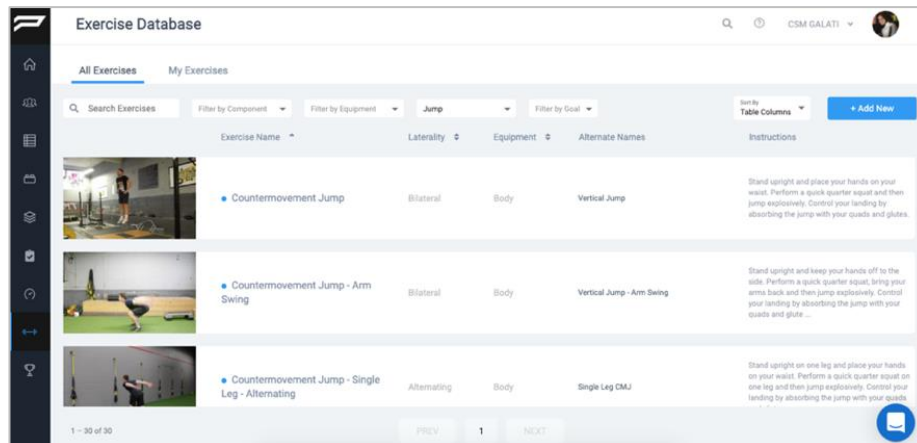 Exercise Database
CSM GALATI
All Exercises
My Exercises
Search Exercises
Filter by Component
Filter by Equipment
Jump
Filter by Goal
Sort By
Table Columns
+ Add New
Exercise Name
Laterality
Equipment
Alternate Names
Instructions
Countermovement Jump
Bilateral
Body
Vertical Jump
Stand upright and place your hands on your
waist. Perform a quick quarter squat and then
jump explosively. Control your landing by
absorbing the jump with your quads and glutes.
Countermovement Jump - Arm
Swing
Bilateral
Body
Vertical Jump - Arm Swing
Stand upright and keep your hands off to the
side. Perform a quick quarter squat, bring your
arms back and then jump explosively. Control
your landing by absorbing the jump with your
quads and glute ...
Countermovement Jump - Single
Leg - Alternating
Alternating
Body
Single Leg CMJ
Stand upright on one leg and place your hands
on your waist. Perform a quick quarter squat on
one leg and then jump explosively. Control your
landing by absorbing the jump with your quads
1 – 30 of 30
PREV
1
NEXT